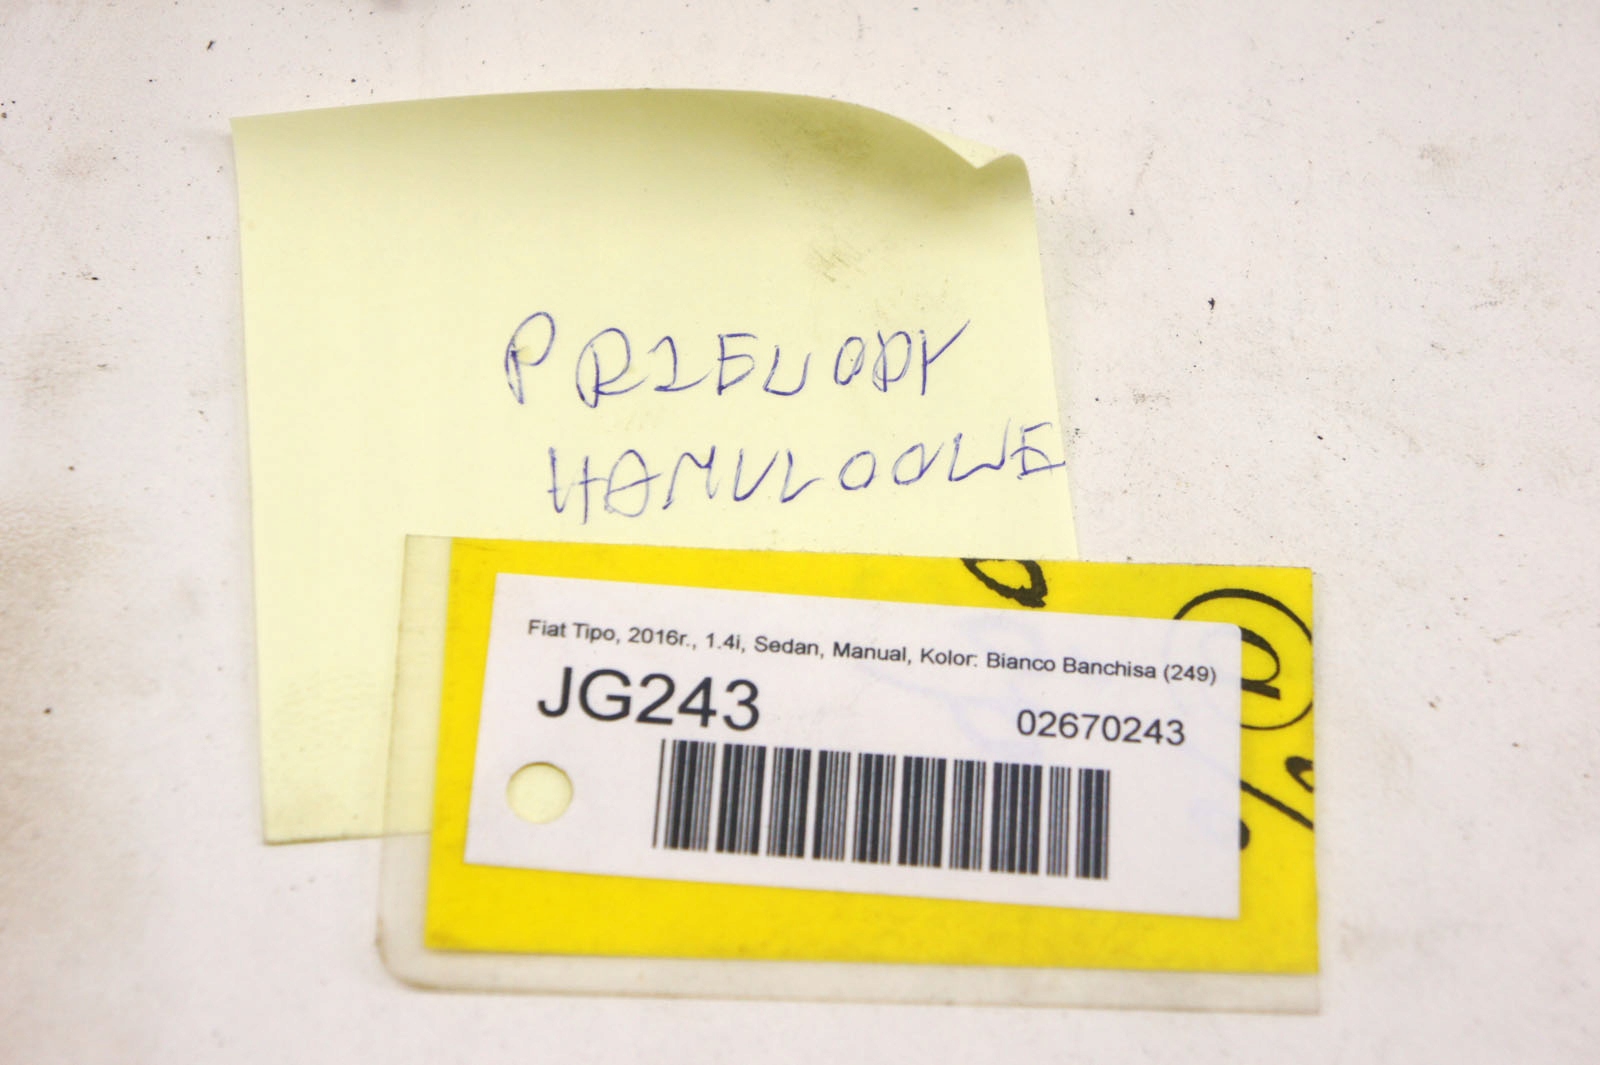 PRZEWODY
HAMULCOWE
Fiat Tipo, 2016r., 1.4i, Sedan, Manual, Kolor: Bianco Banchisa (249)
JG243
02670243